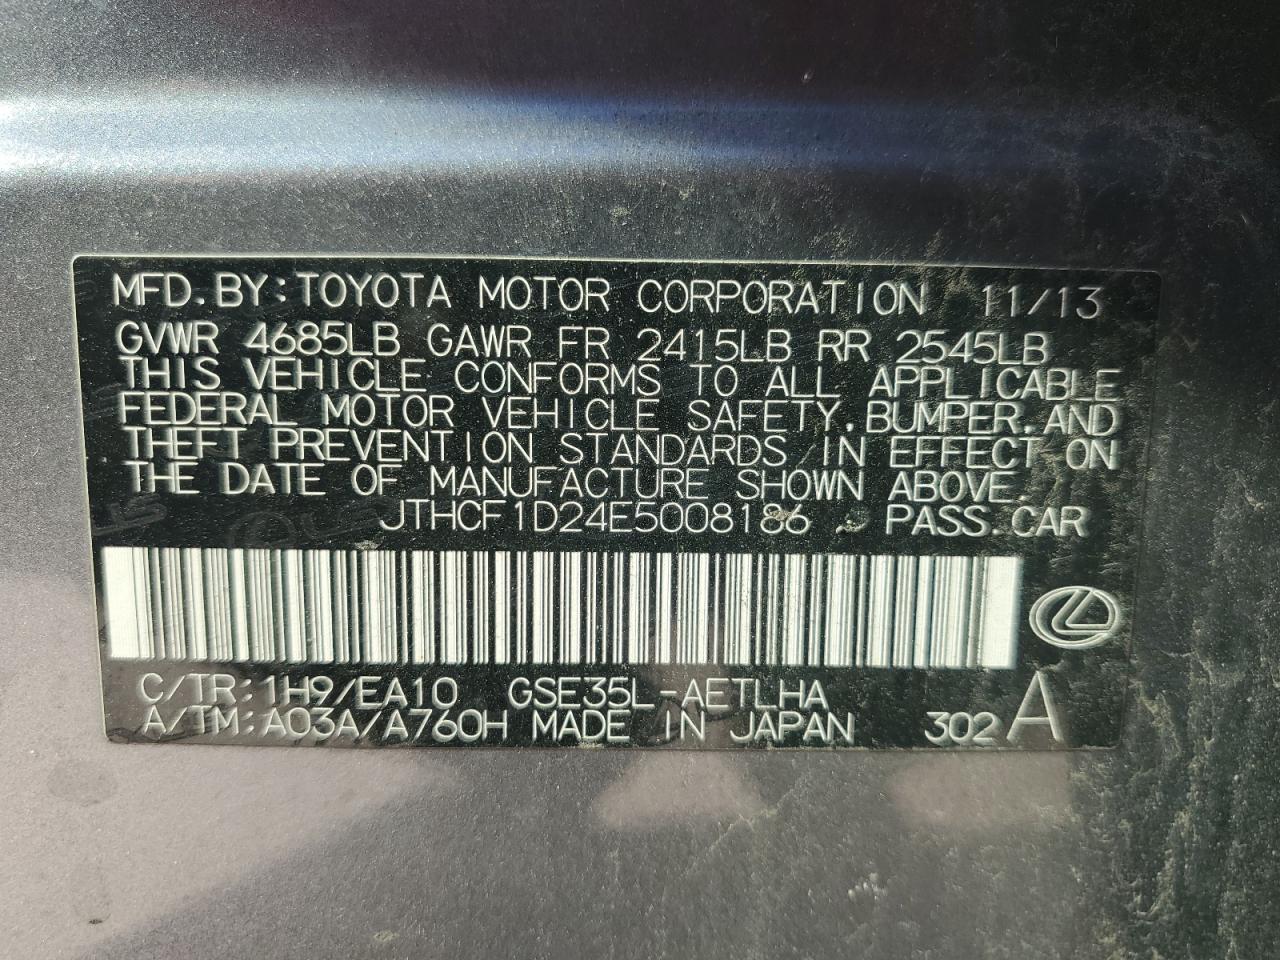 MFD.BY:TOYOTA MOTOR CORPORATION 11/13
GVWR 4685LB GAWR FR 2415LB RR 2545LB
THIS VEHICLE CONFORMS TO ALL APPLICABLE
FEDERAL MOTOR VEHICLE SAFETY,BUMPER,AND
THEFT PREVENTION STANDARDS IN EFFECT ON
THE DATE OF MANUFACTURE SHOWN ABOVE.
JTHCF1D24E5008186 PASS.CAR
C/TR:1H9/EA10 GSE35L-AETLHA
A/TM:A03A/A760H MADE IN JAPAN 302 A